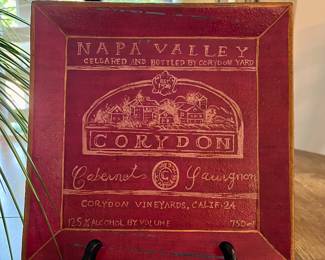 NAPA VALLEY
CELLARED AND BOTTLED BY CORYDON YARD
CORYDON
Cabernet Sauvignon
CORYDON VINEYARDS, CALIF. 24
12.5% ALCOHOL BY VOLUME 750ml